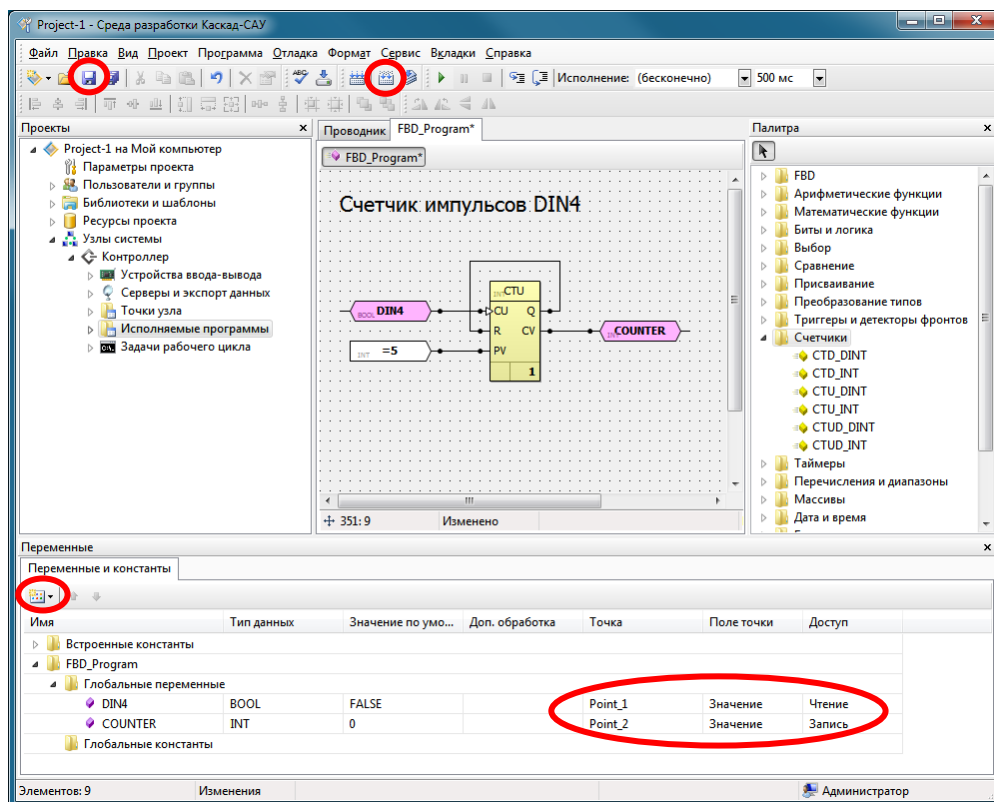 Project-1 - Среда разработки Каскад-САУ
Файл Правка Вид Проект Программа Отладка Формат Сервис Вкладки Справка
Исполнение: (бесконечно) 500 мс
Проекты
Project-1 на Мой компьютер
Параметры проекта
Пользователи и группы
Библиотеки и шаблоны
Ресурсы проекта
Узлы системы
Контроллер
Устройства ввода-вывода
Серверы и экспорт данных
Точки узла
Исполняемые программы
Задачи рабочего цикла
Проводник FBD_Program*
FBD_Program*
Счетчик импульсов DIN4
INT CTU
BOOL DIN4 CU Q
R CV INT COUNTER
INT =5 PV
1
351: 9 Изменено
Палитра
FBD
Арифметические функции
Математические функции
Биты и логика
Выбор
Сравнение
Присваивание
Преобразование типов
Триггеры и детекторы фронтов
Счетчики
CTD_DINT
CTD_INT
CTU_DINT
CTU_INT
CTUD_DINT
CTUD_INT
Таймеры
Перечисления и диапазоны
Массивы
Дата и время
Переменные
Переменные и константы
Имя Тип данных Значение по умо... Доп. обработка Точка Поле точки Доступ
Встроенные константы
FBD_Program
Глобальные переменные
DIN4 BOOL FALSE Point_1 Значение Чтение
COUNTER INT 0 Point_2 Значение Запись
Глобальные константы
Элементов: 9 Изменения Администратор